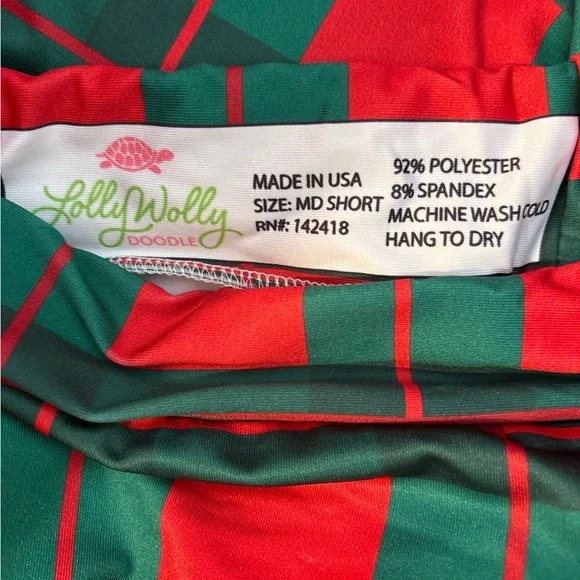 Lolly Wolly
DOODLE
MADE IN USA
SIZE: MD SHORT
RN#: 142418
92% POLYESTER
8% SPANDEX
MACHINE WASH COLD
HANG TO DRY